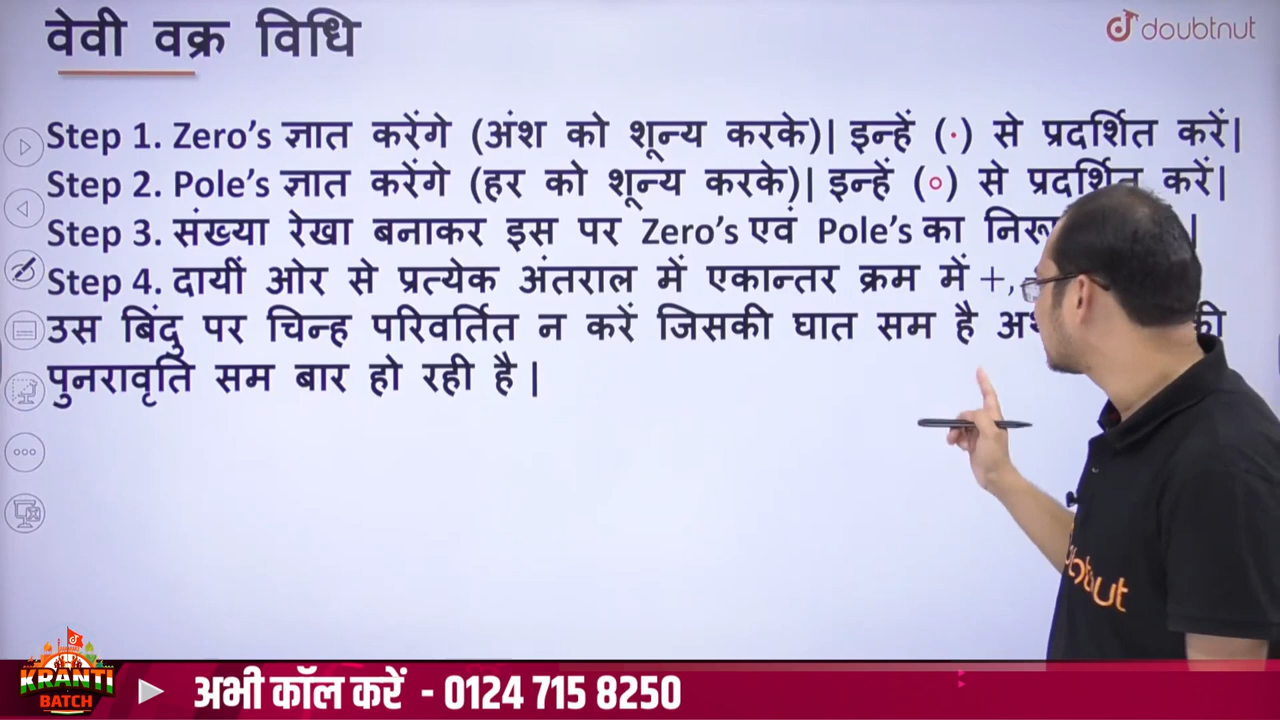 वेवी वक्र विधि
doubtnut
Step 1. Zero's ज्ञात करेंगे (अंश को शून्य करके)| इन्हें (·) से प्रदर्शित करें|
Step 2. Pole's ज्ञात करेंगे (हर को शून्य करके)| इन्हें (०) से प्रदर्शित करें|
Step 3. संख्या रेखा बनाकर इस पर Zero's एवं Pole's का |
Step 4. दायीं ओर से प्रत्येक अंतराल में एकान्तर क्रम में +,
उस बिंदु पर चिन्ह परिवर्तित न करें जिसकी घात सम है की
पुनरावृति सम बार हो रही है |
doubtnut
KRANTI
BATCH
अभी कॉल करें - 0124 715 8250